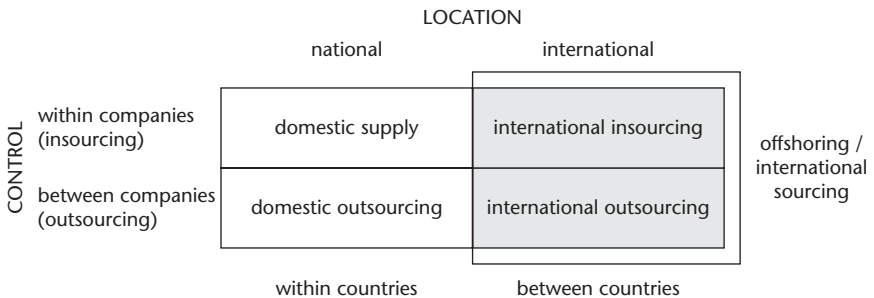 LOCATION
national international
CONTROL
within companies
(insourcing)
domestic supply
international insourcing
between companies
(outsourcing)
domestic outsourcing
international outsourcing
offshoring /
international
sourcing
within countries
between countries